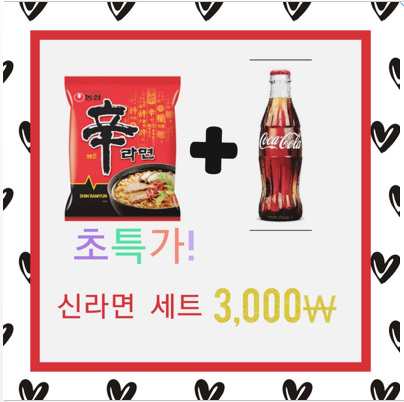 농심
辛
라면
SHIN RAMYUN
Coca-Cola
초특가!
신라면 세트 3,000₩